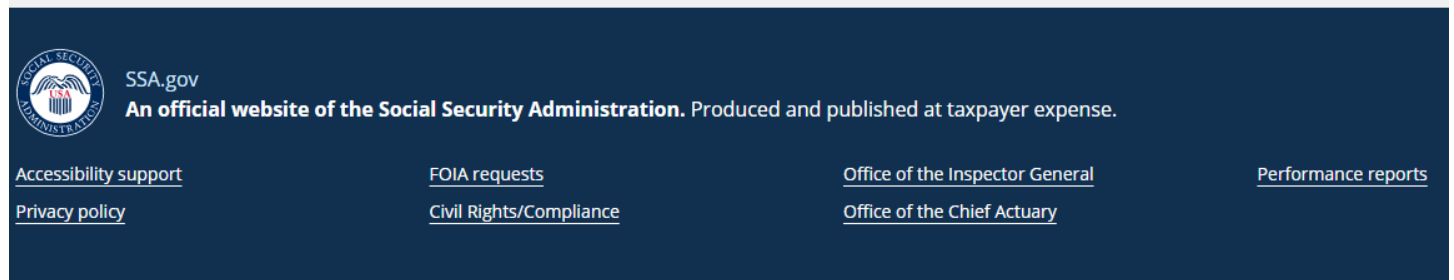 SOCIAL SECURITY ADMINISTRATION
USA
SSA.gov
An official website of the Social Security Administration. Produced and published at taxpayer expense.
Accessibility support
FOIA requests
Office of the Inspector General
Performance reports
Privacy policy
Civil Rights/Compliance
Office of the Chief Actuary